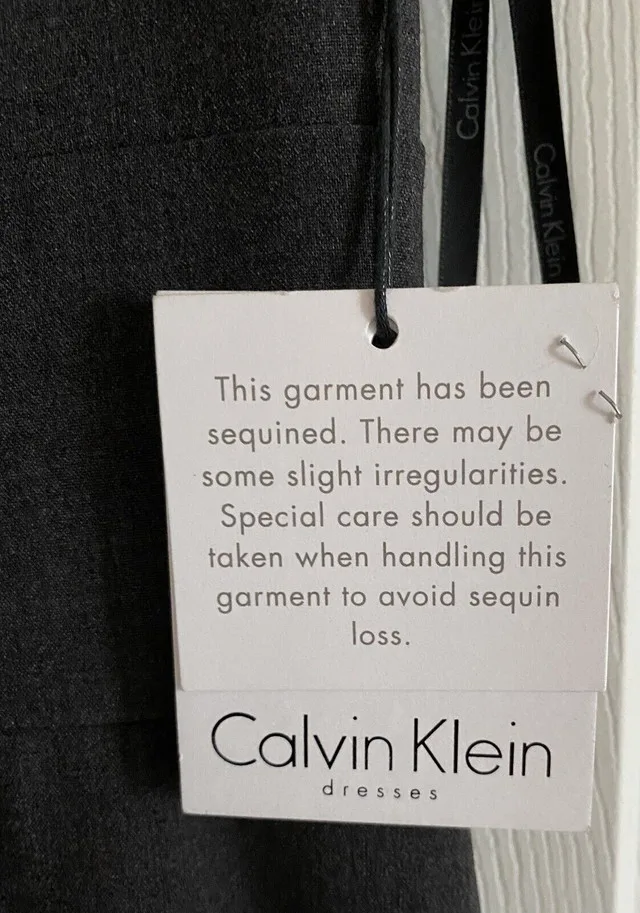 Calvin Klein
Calvin Klein
This garment has been
sequined. There may be
some slight irregularities.
Special care should be
taken when handling this
garment to avoid sequin
loss.
Calvin Klein
dresses